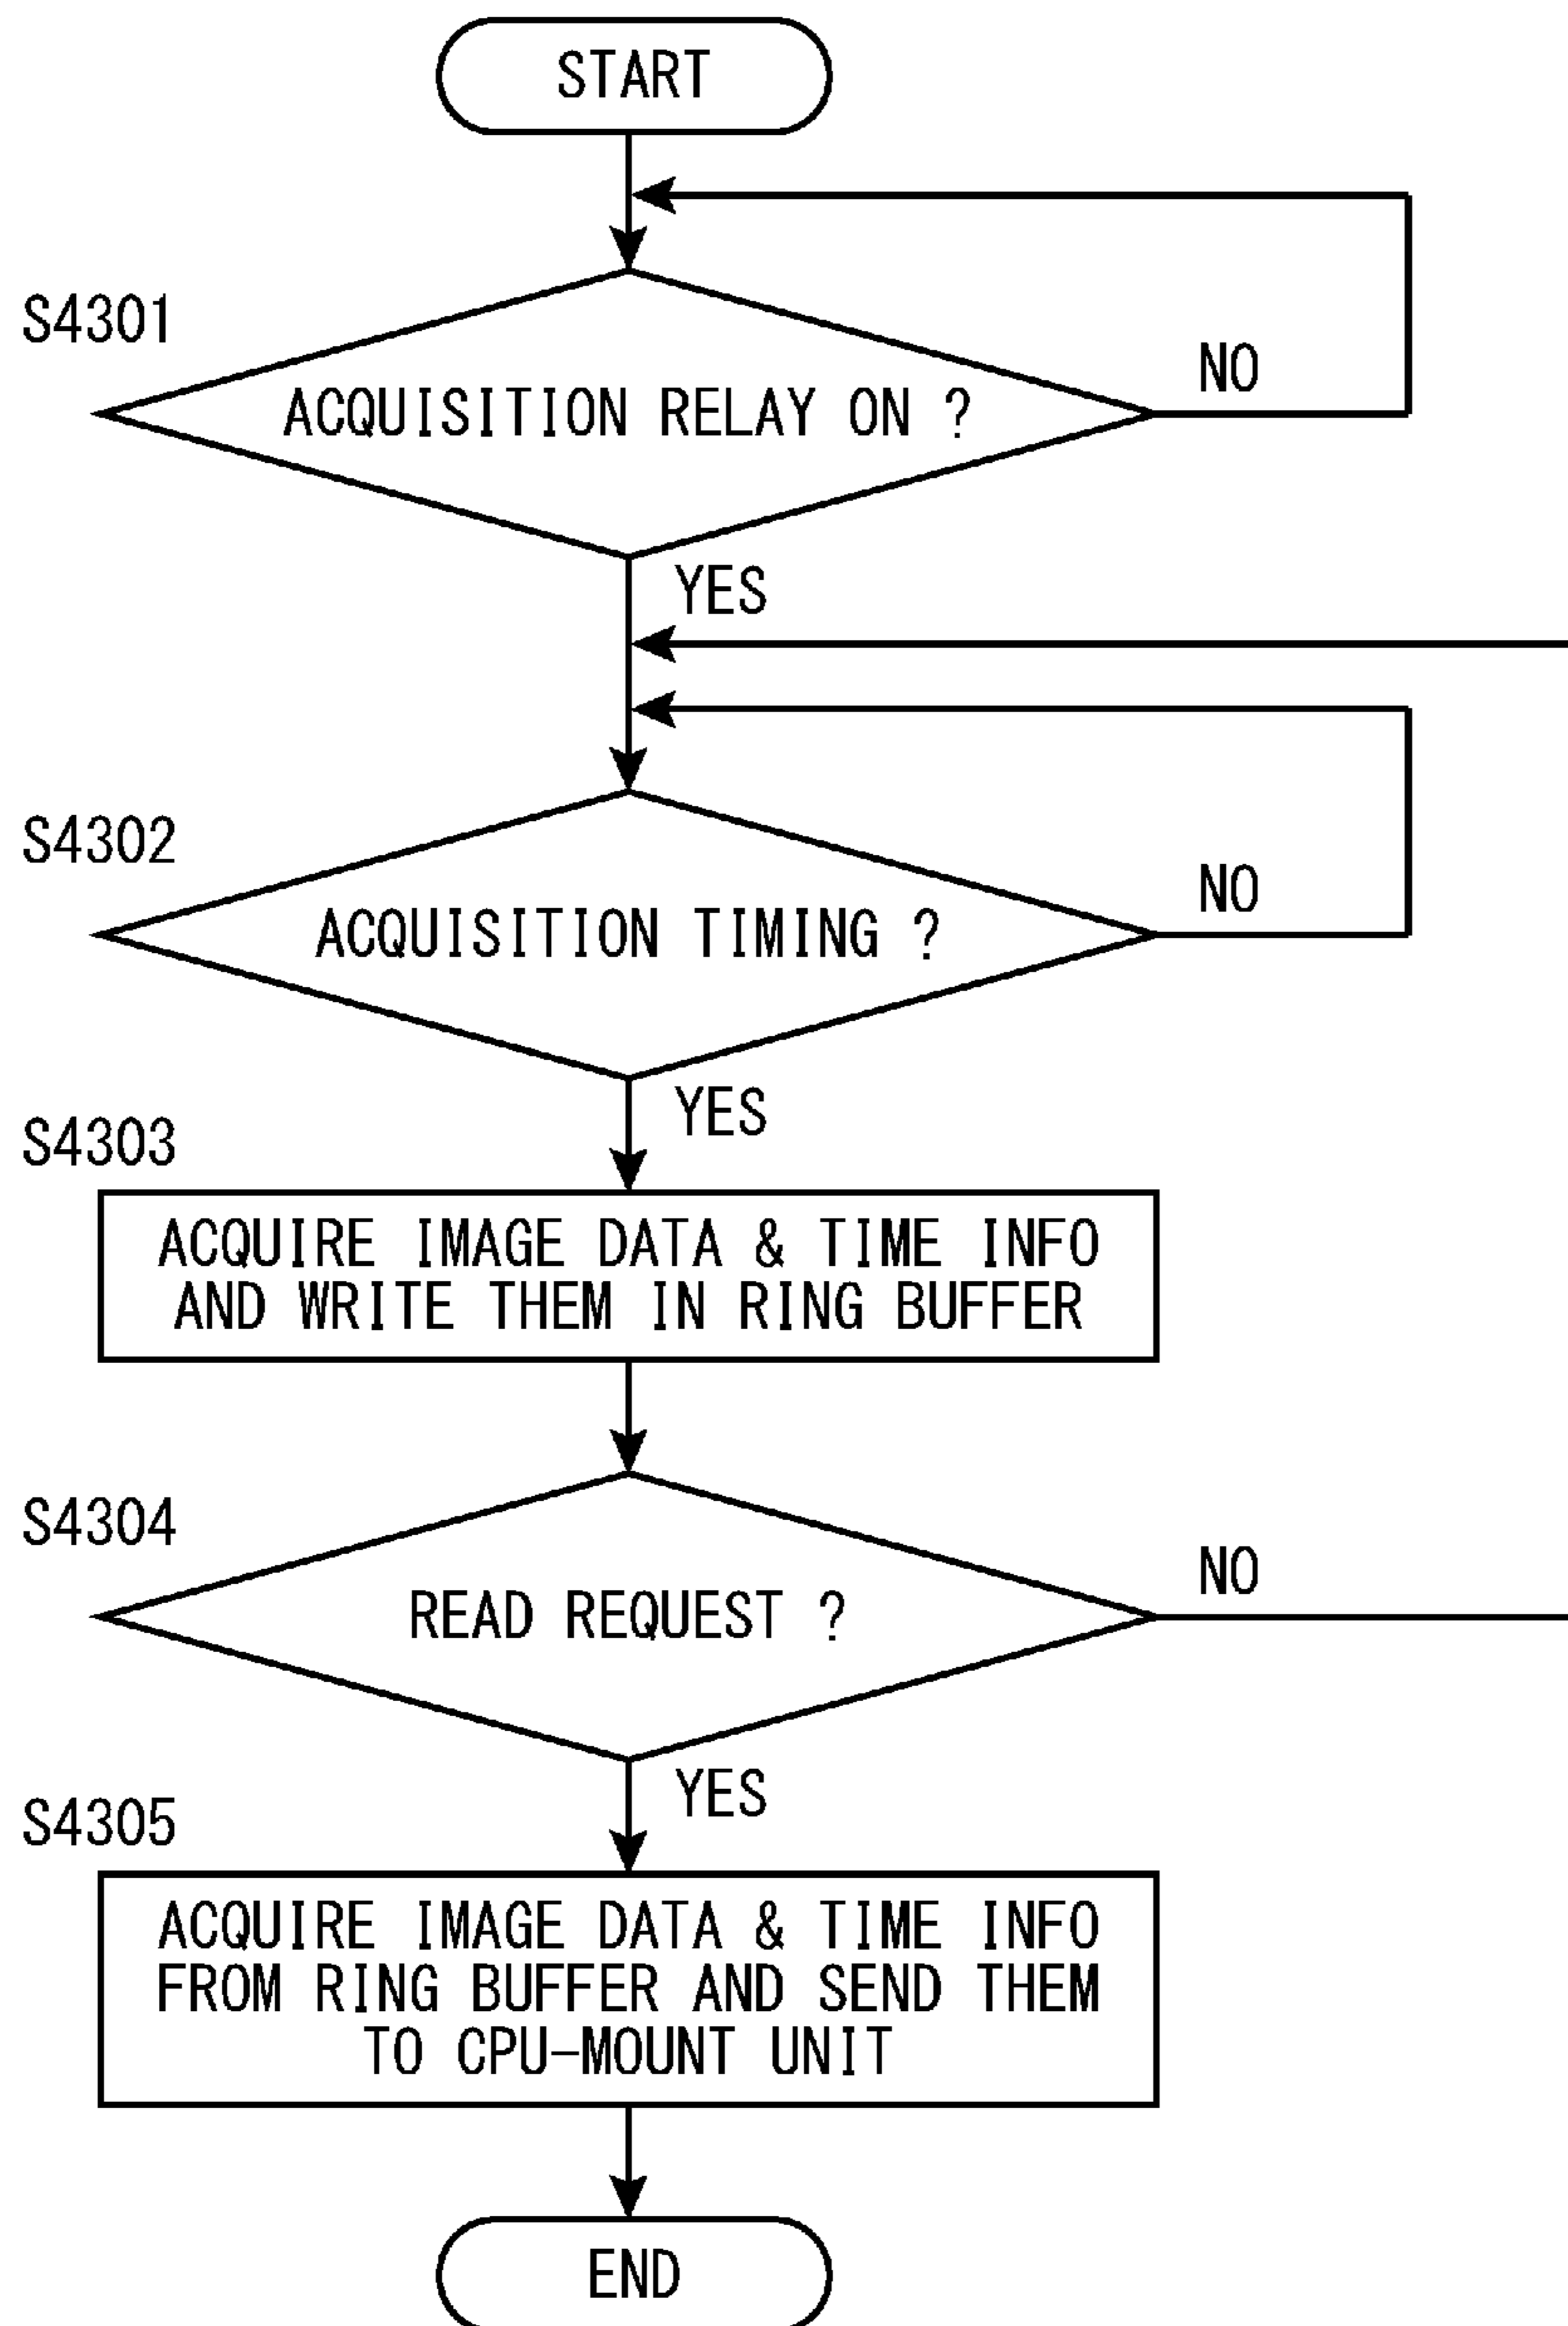 START
S4301
ACQUISITION RELAY ON ?
NO
YES
S4302
ACQUISITION TIMING ?
NO
YES
S4303
ACQUIRE IMAGE DATA & TIME INFO
AND WRITE THEM IN RING BUFFER
S4304
READ REQUEST ?
NO
YES
S4305
ACQUIRE IMAGE DATA & TIME INFO
FROM RING BUFFER AND SEND THEM
TO CPU-MOUNT UNIT
END